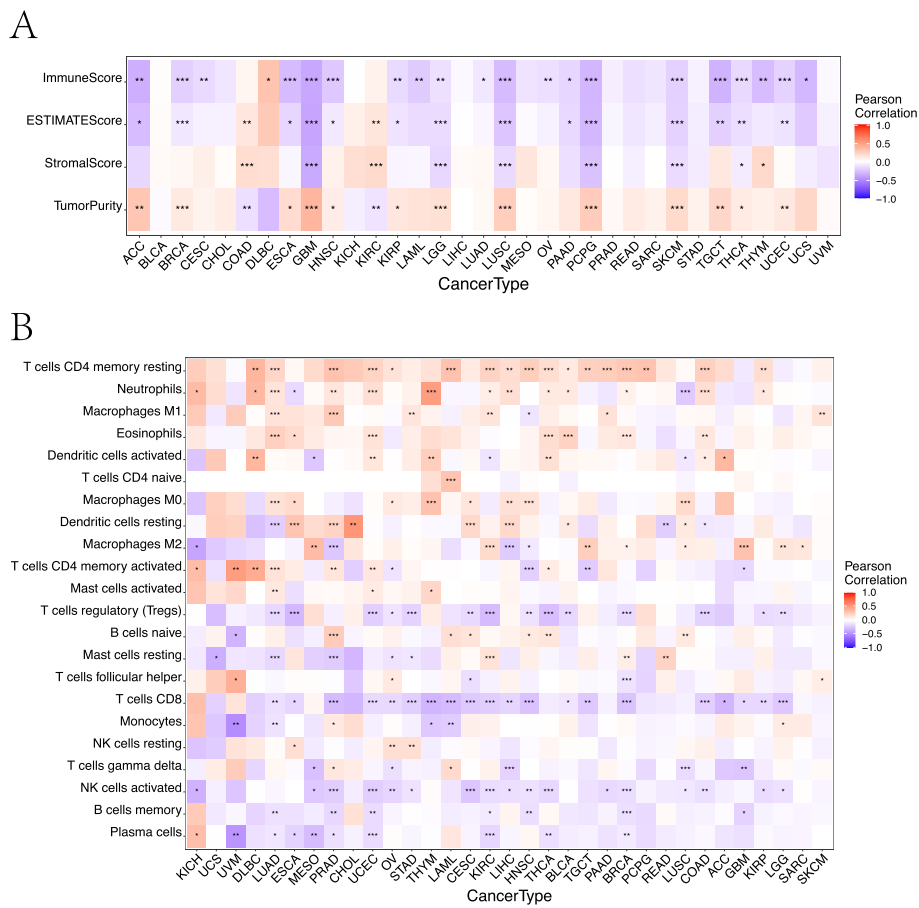 A
ImmuneScore
ESTIMATEScore
StromalScore
TumorPurity
ACC BLCA BRCA CESC CHOL COAD DLBC ESCA GBM HNSC KICH KIRC KIRP LAML LGG LIHC LUAD LUSC MESO OV PAAD PCPG PRAD READ SARC SKCM STAD TGCT THCA THYM UCEC UCS UVM
CancerType
Pearson
Correlation
1.0
0.5
0.0
−0.5
−1.0
B
T cells CD4 memory resting
Neutrophils
Macrophages M1
Eosinophils
Dendritic cells activated
T cells CD4 naive
Macrophages M0
Dendritic cells resting
Macrophages M2
T cells CD4 memory activated
Mast cells activated
T cells regulatory (Tregs)
B cells naive
Mast cells resting
T cells follicular helper
T cells CD8
Monocytes
NK cells resting
T cells gamma delta
NK cells activated
B cells memory
Plasma cells
KICH UCS UVM DLBC LUAD ESCA MESO PRAD CHOL UCEC OV STAD THYM LAML CESC KIRC LIHC HNSC THCA BLCA TGCT PAAD BRCA PCPG READ LUSC COAD ACC GBM KIRP LGG SARC SKCM
CancerType
Pearson
Correlation
1.0
0.5
0.0
−0.5
−1.0